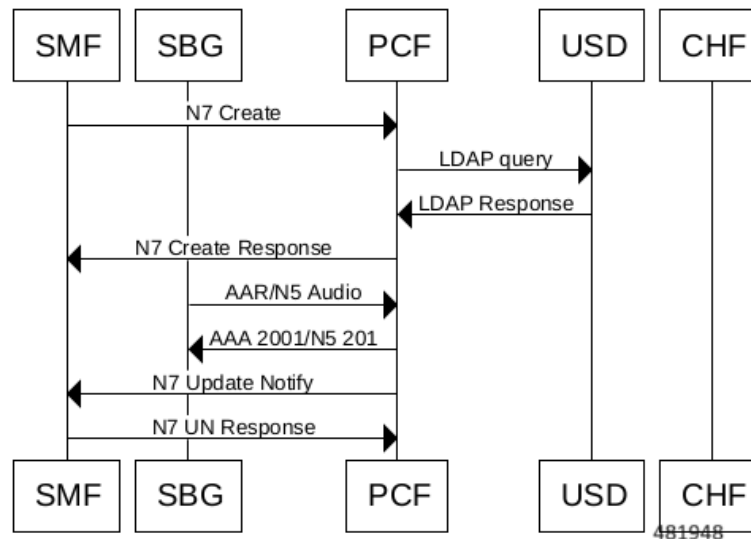 SMF SBG PCF USD CHF
N7 Create
LDAP query
LDAP Response
N7 Create Response
AAR/N5 Audio
AAA 2001/N5 201
N7 Update Notify
N7 UN Response
SMF SBG PCF USD CHF
481948